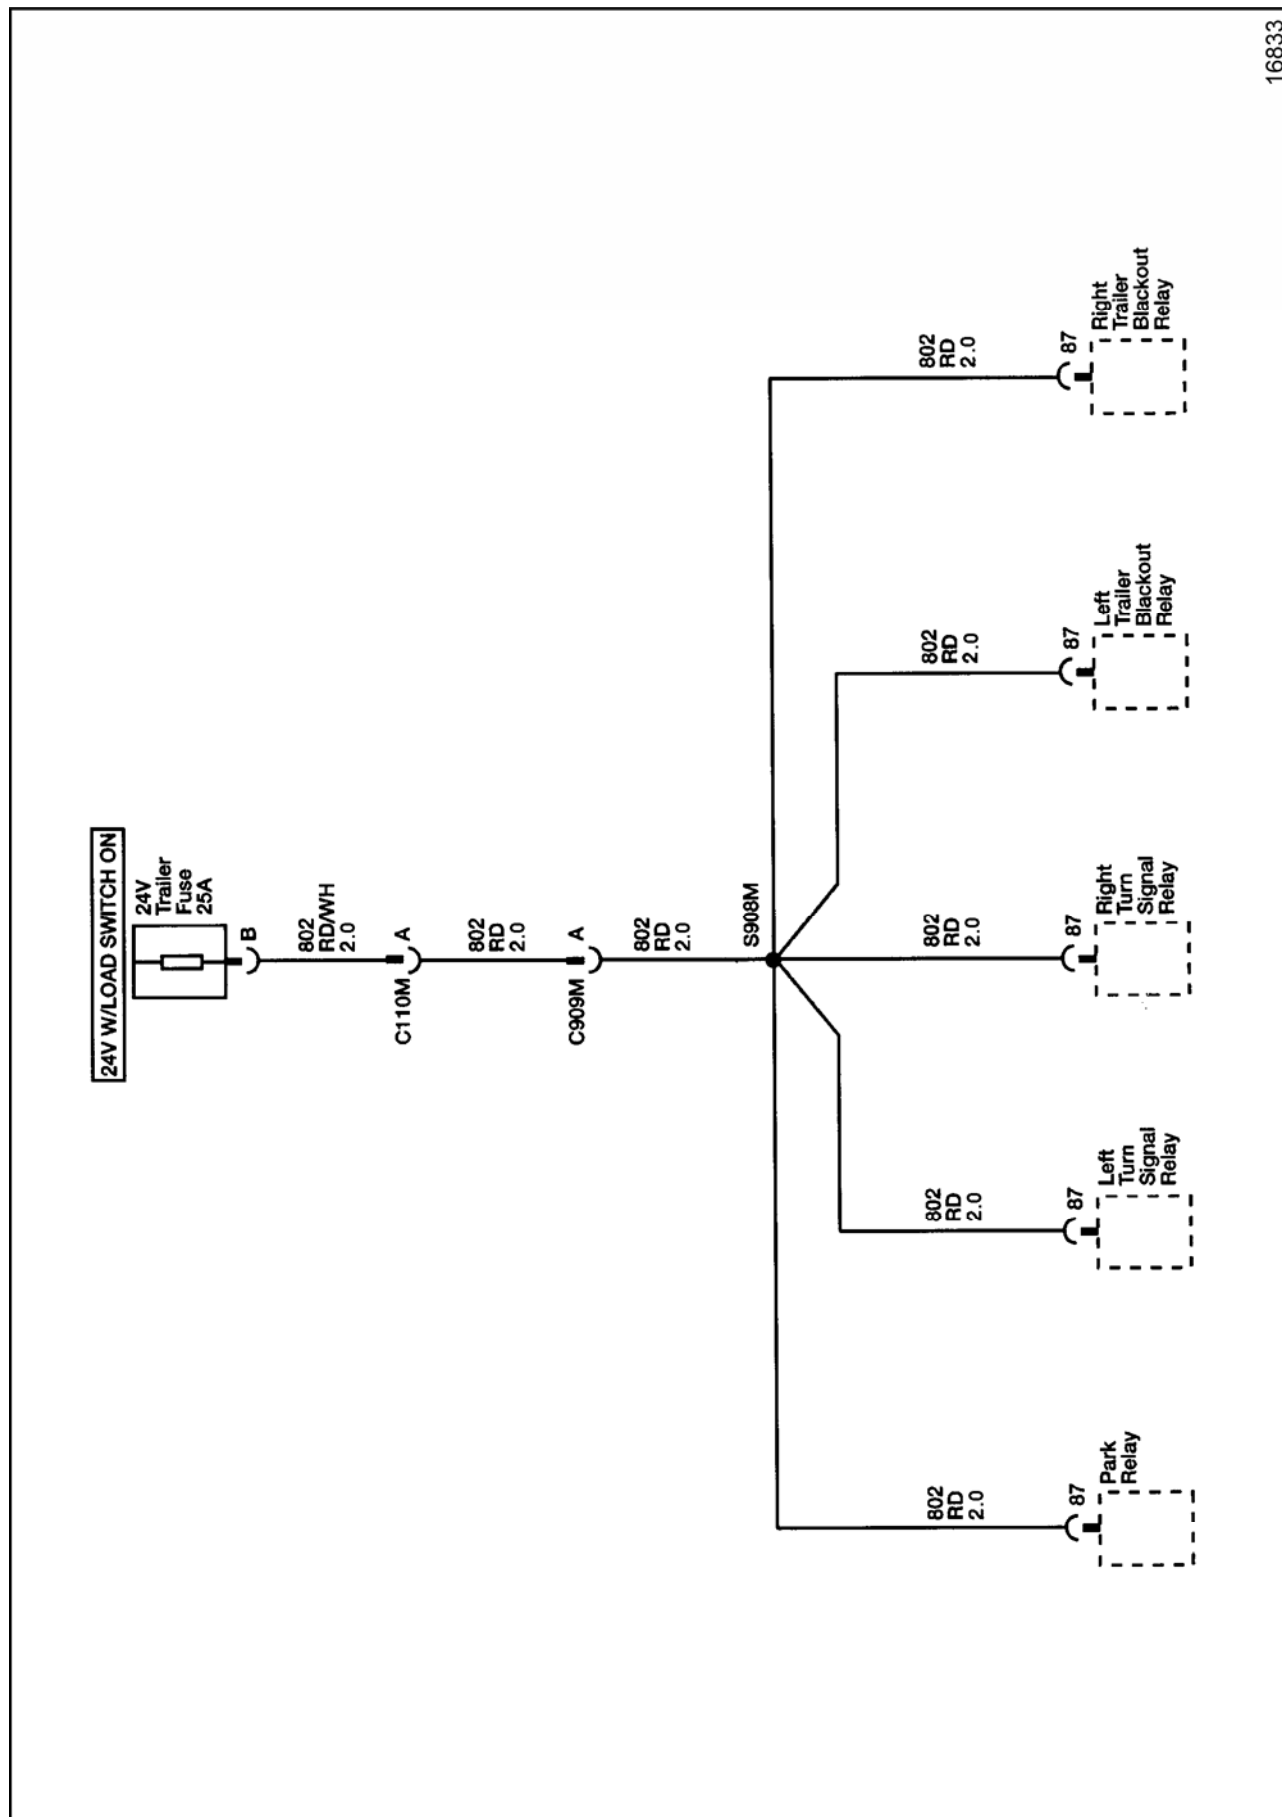 24V W/LOAD SWITCH ON
24V
Trailer
Fuse
25A
B
802
RD/WH
2.0
C110M
A
802
RD
2.0
C909M
A
802
RD
2.0
S908M
802
RD
2.0
802
RD
2.0
802
RD
2.0
802
RD
2.0
802
RD
2.0
87
Park
Relay
87
Left
Turn
Signal
Relay
87
Right
Turn
Signal
Relay
87
Left
Trailer
Blackout
Relay
87
Right
Trailer
Blackout
Relay
16833